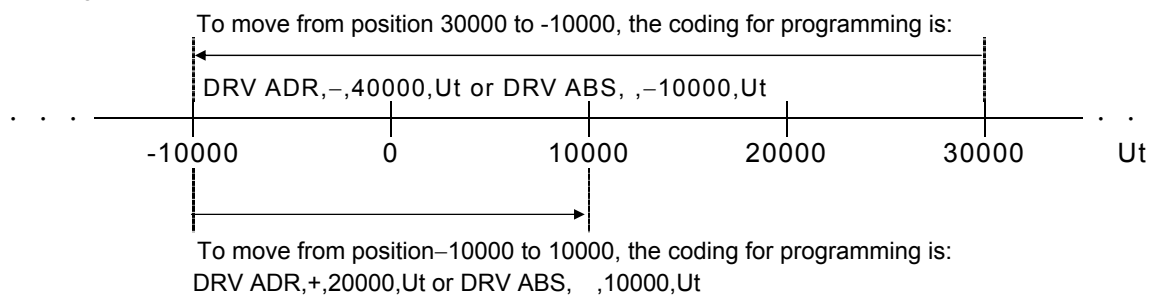 To move from position 30000 to -10000, the coding for programming is:
DRV ADR,−,40000,Ut or DRV ABS, ,−10000,Ut
. . . . .
-10000 0 10000 20000 30000 Ut
To move from position−10000 to 10000, the coding for programming is:
DRV ADR,+,20000,Ut or DRV ABS, ,10000,Ut